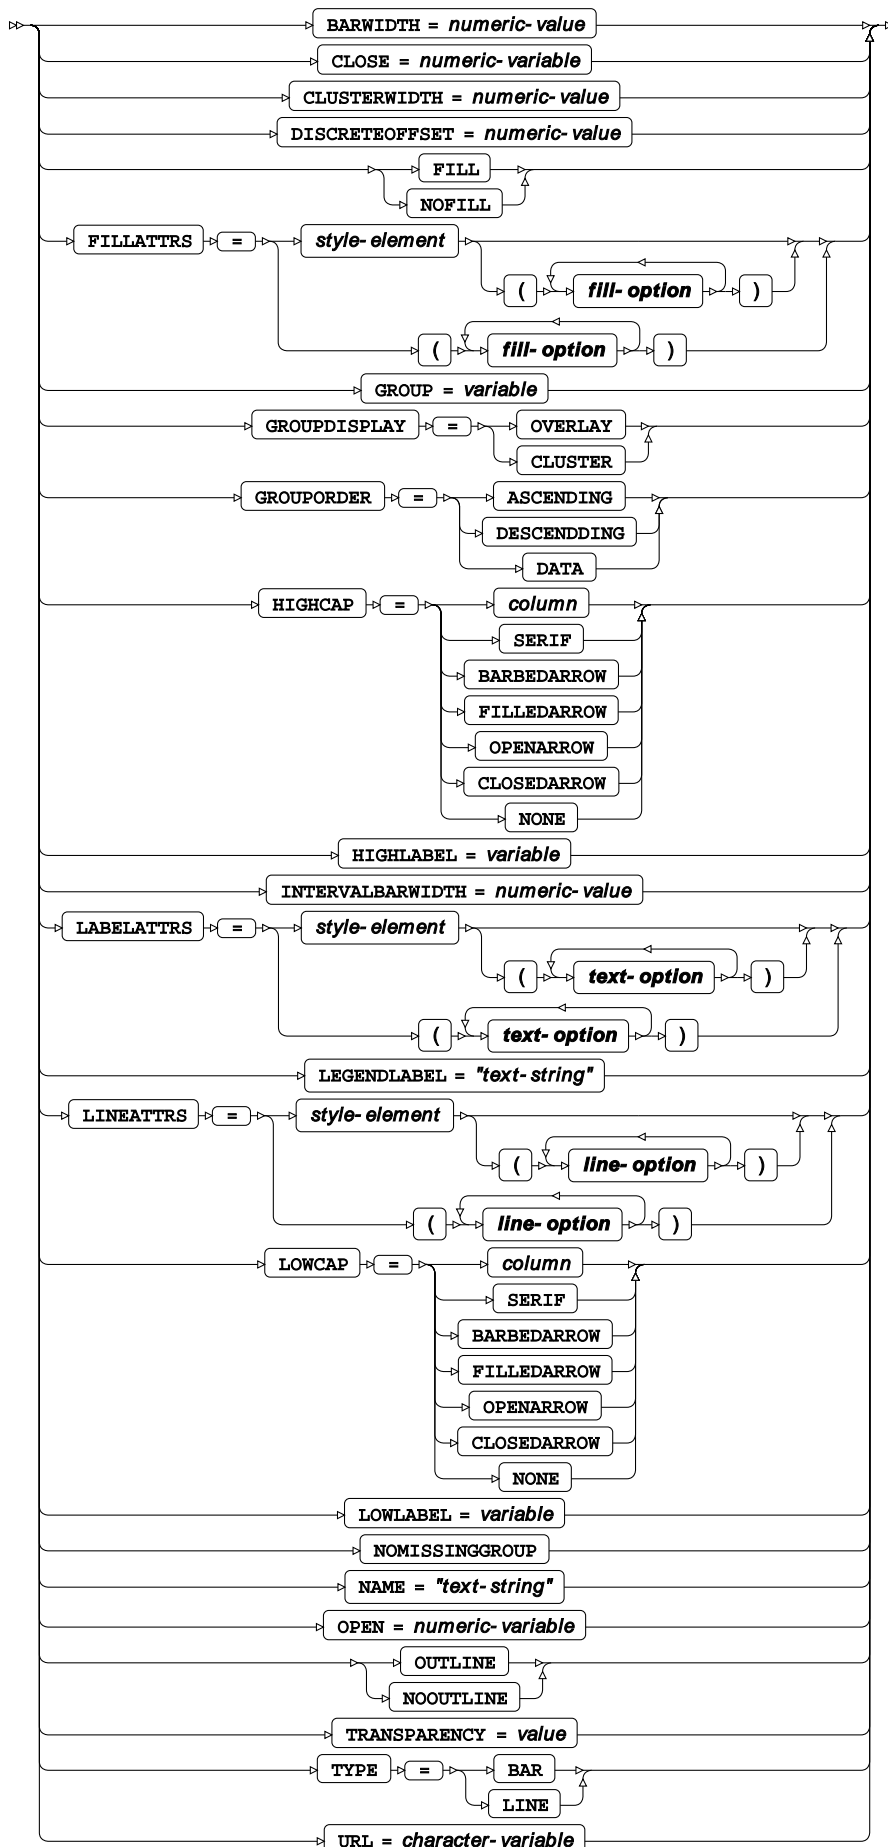 BARWIDTH = numeric-value
CLOSE = numeric-variable
CLUSTERWIDTH = numeric-value
DISCRETEOFFSET = numeric-value
FILL
NOFILL
FILLATTRS = style-element
( fill-option )
( fill-option )
GROUP = variable
GROUPDISPLAY = OVERLAY
CLUSTER
GROUPORDER = ASCENDING
DESCENDDING
DATA
HIGHCAP = column
SERIF
BARBEDARROW
FILLEDARROW
OPENARROW
CLOSEDARROW
NONE
HIGHLABEL = variable
INTERVALBARWIDTH = numeric-value
LABELATTRS = style-element
( text-option )
( text-option )
LEGENDLABEL = "text-string"
LINEATTRS = style-element
( line-option )
( line-option )
LOWCAP = column
SERIF
BARBEDARROW
FILLEDARROW
OPENARROW
CLOSEDARROW
NONE
LOWLABEL = variable
NOMISSINGGROUP
NAME = "text-string"
OPEN = numeric-variable
OUTLINE
NOOUTLINE
TRANSPARENCY = value
TYPE = BAR
LINE
URL = character-variable